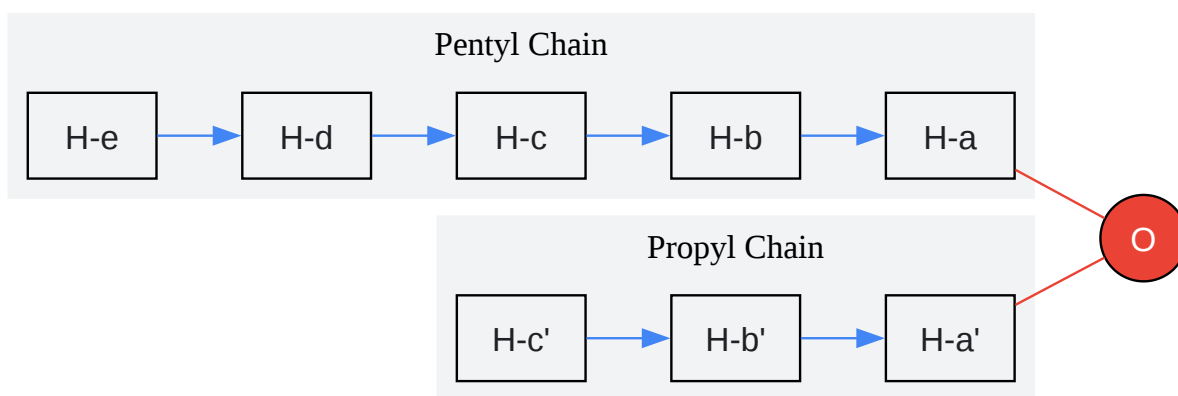 Pentyl Chain
H-e
H-d
H-c
H-b
H-a
O
Propyl Chain
H-c'
H-b'
H-a'